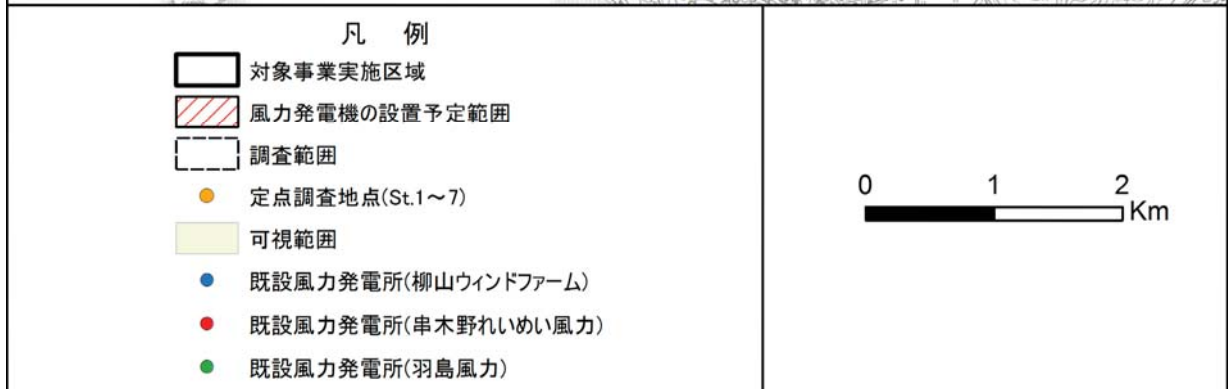 凡 例
対象事業実施区域
風力発電機の設置予定範囲
調査範囲
定点調査地点(St.1～7)
可視範囲
既設風力発電所(柳山ウィンドファーム)
既設風力発電所(串木野れいめい風力)
既設風力発電所(羽島風力)
0 1 2
Km